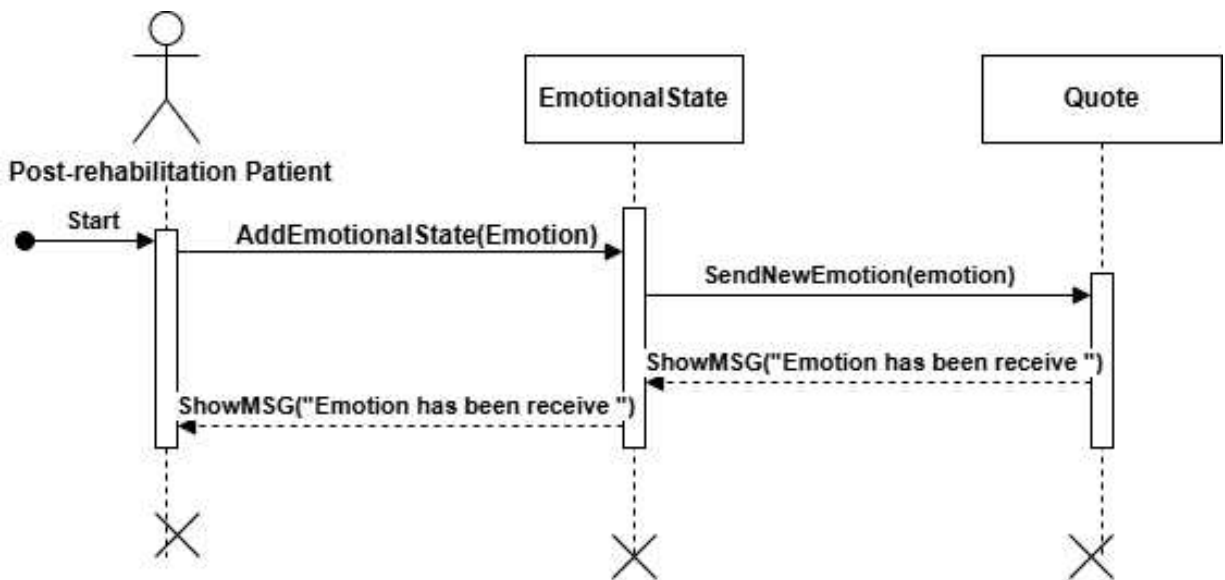 EmotionalState
Quote
Post-rehabilitation Patient
Start
AddEmotionalState(Emotion)
SendNewEmotion(emotion)
ShowMSG("Emotion has been receive ")
ShowMSG("Emotion has been receive ")